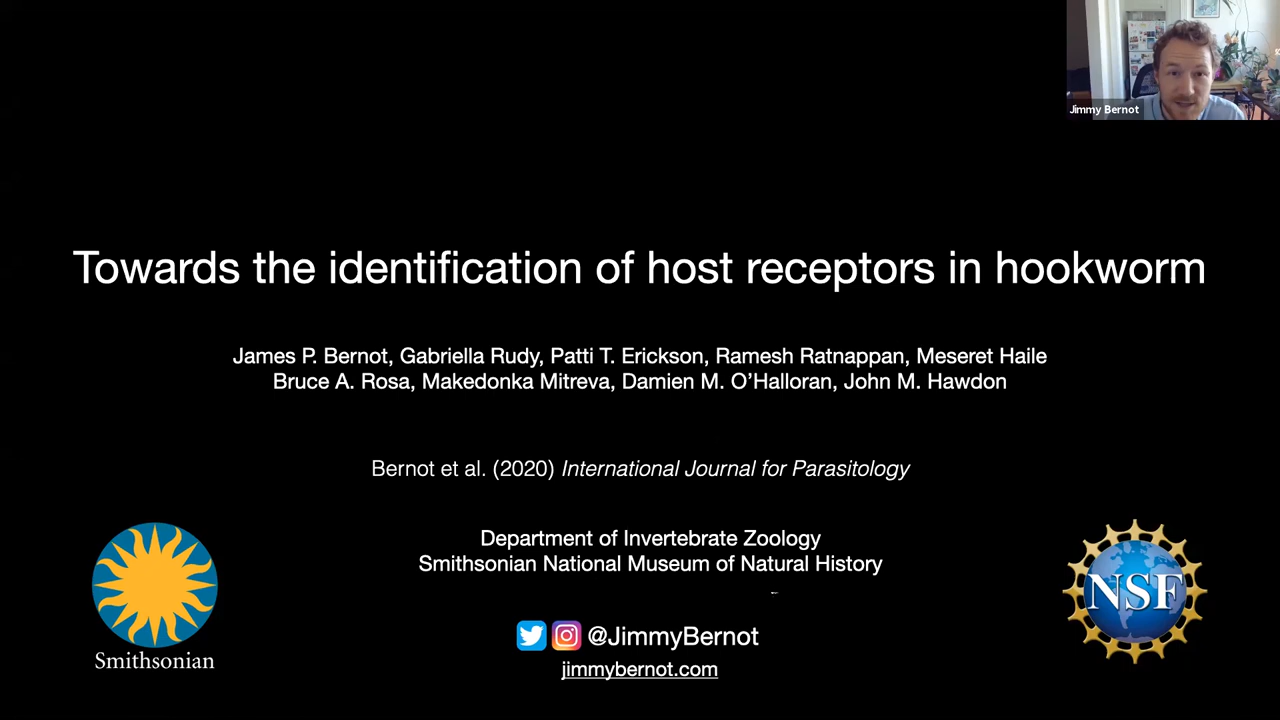 Jimmy Bernot
Towards the identification of host receptors in hookworm
James P. Bernot, Gabriella Rudy, Patti T. Erickson, Ramesh Ratnappan, Meseret Haile
Bruce A. Rosa, Makedonka Mitreva, Damien M. O’Halloran, John M. Hawdon
Bernot et al. (2020) International Journal for Parasitology
Department of Invertebrate Zoology
Smithsonian National Museum of Natural History
NSF
@JimmyBernot
Smithsonian
jimmybernot.com